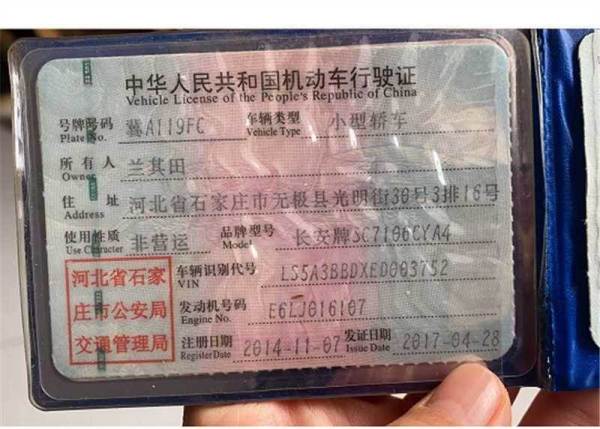 中华人民共和国机动车行驶证
Vehicle License of the People's Republic of China
号牌号码 冀A119FC 车辆类型 小型轿车
Plate No. Vehicle Type
所有人 兰其田
Owner
住址 河北省石家庄市无极县光明街30号3排16号
Address
使用性质 非营运 品牌型号 长安牌SC7106CYA4
Use Character Model
河北省石家
庄市公安局
交通管理局
车辆识别代号 LS5A3BBDXED003752
VIN
发动机号码 E6LJ016107
Engine No.
注册日期 2014-11-07 发证日期 2017-04-28
Register Date Issue Date